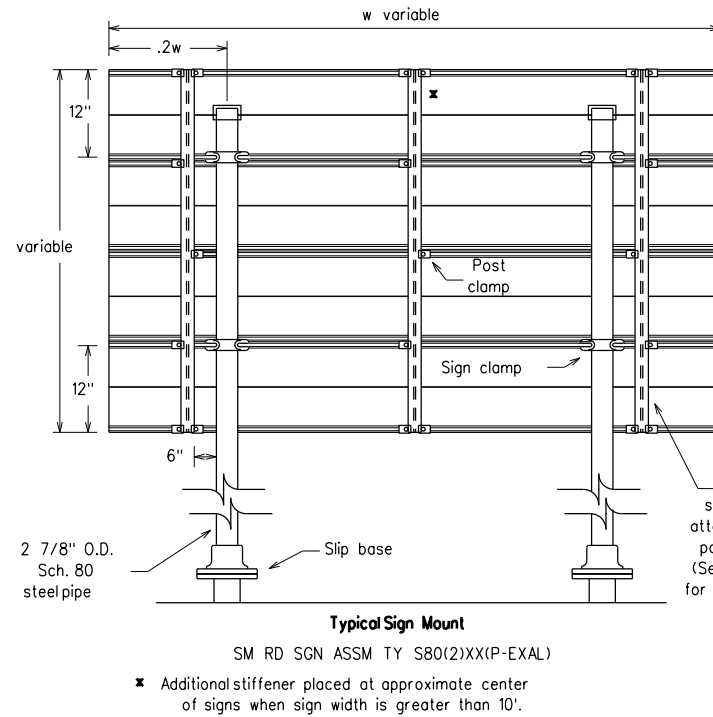 w variable
.2w
12"
variable
Post
clamp
Sign clamp
12"
6"
2 7/8" O.D.
Sch. 80
steel pipe
Slip base
(Se
for
Typical Sign Mount
SM RD SGN ASSM TY S80(2)XX(P-EXAL)
✖ Additional stiffener placed at approximate center
of signs when sign width is greater than 10'.